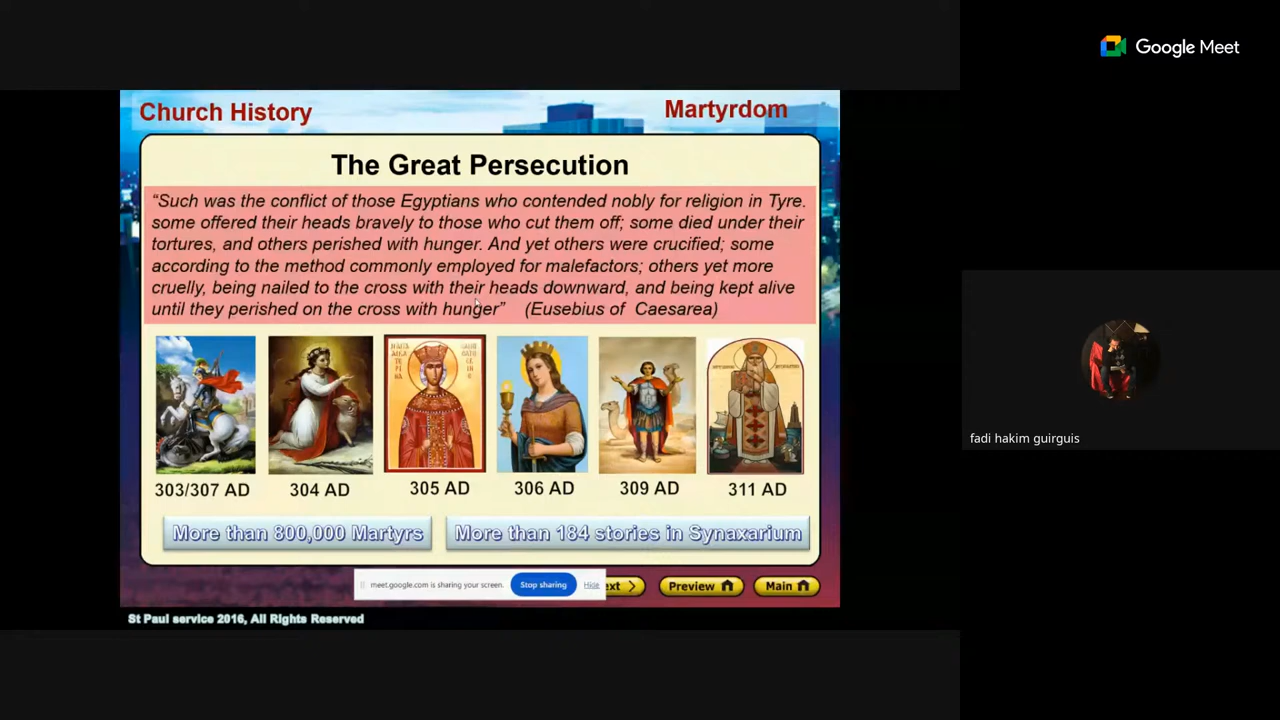 Google Meet
Church History
Martyrdom
The Great Persecution
“Such was the conflict of those Egyptians who contended nobly for religion in Tyre.
some offered their heads bravely to those who cut them off; some died under their
tortures, and others perished with hunger. And yet others were crucified; some
according to the method commonly employed for malefactors; others yet more
cruelly, being nailed to the cross with their heads downward, and being kept alive
until they perished on the cross with hunger” (Eusebius of Caesarea)
303/307 AD
304 AD
305 AD
306 AD
309 AD
311 AD
More than 800,000 Martyrs
More than 184 stories in Synaxarium
meet.google.com is sharing your screen.
Stop sharing
Hide
ext
Preview
Main
St Paul service 2016, All Rights Reserved
fadi hakim guirguis